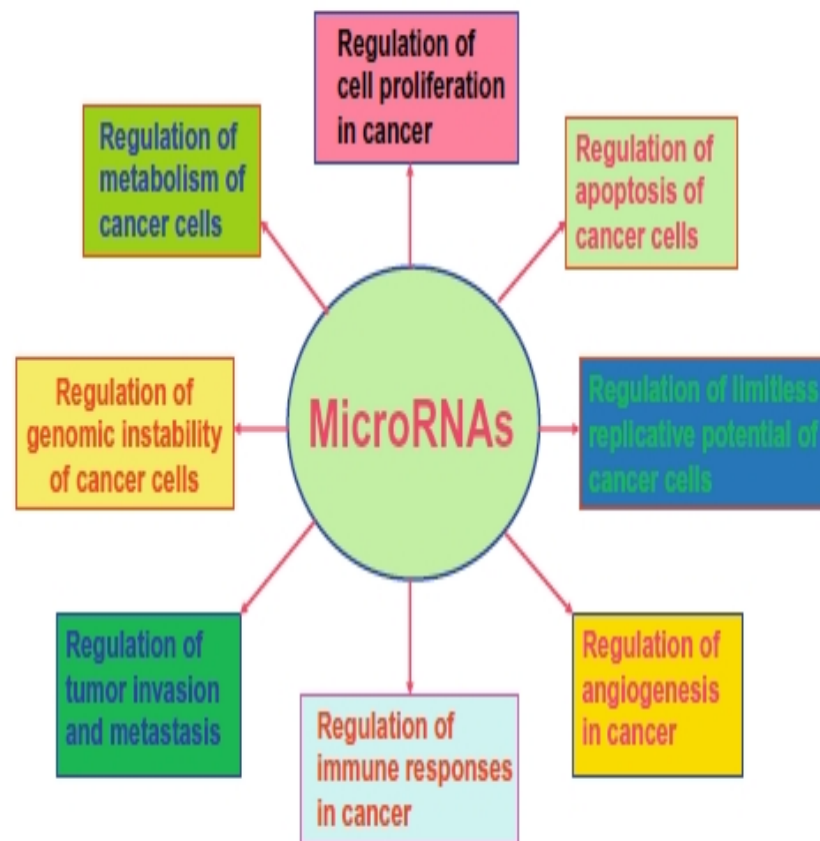 Regulation of
cell proliferation
in cancer
Regulation of
metabolism of
cancer cells
Regulation of
apoptosis of
cancer cells
MicroRNAs
Regulation of
genomic instability
of cancer cells
Regulation of limitless
replicative potential of
cancer cells
Regulation of
tumor invasion
and metastasis
Regulation of
angiogenesis
in cancer
Regulation of
immune responses
in cancer